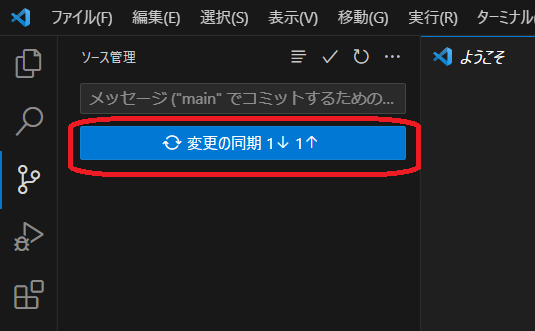 ファイル(F) 編集(E) 選択(S) 表示(V) 移動(G) 実行(R) ターミナル
ソース管理
ようこそ
メッセージ ("main" でコミットするための...
変更の同期 1↓ 1↑